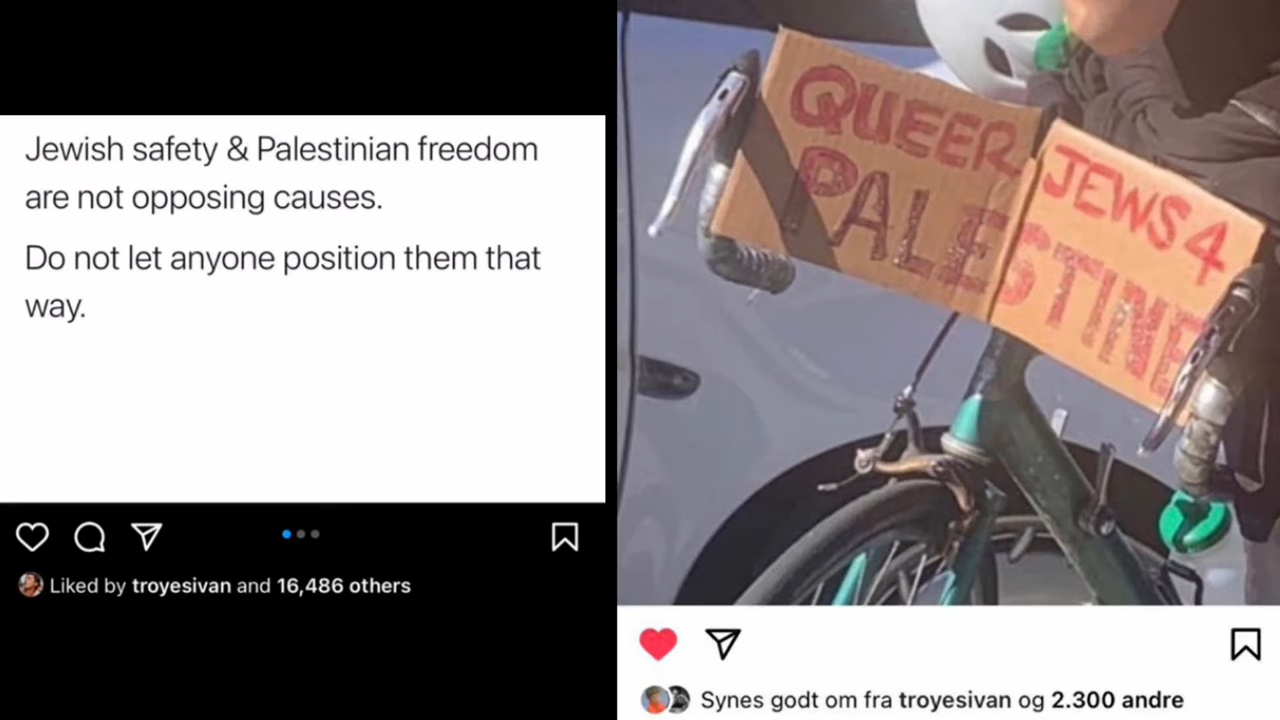 Jewish safety & Palestinian freedom
are not opposing causes.
Do not let anyone position them that
way.
Liked by troyesivan and 16,486 others
QUEER JEWS 4
PALESTINE
Synes godt om fra troyesivan og 2.300 andre